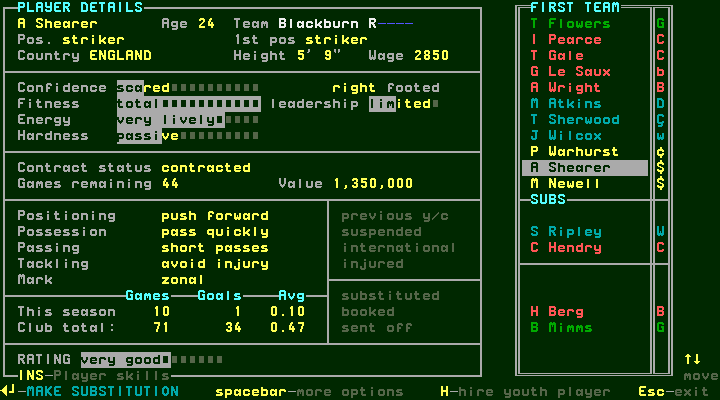 PLAYER DETAILS
A Shearer Age 24 Team Blackburn R
Pos. striker 1st pos striker
Country ENGLAND Height 5' 9" Wage 2850
Confidence scared right footed
Fitness total leadership limited
Energy very lively
Hardness passive
Contract status contracted
Games remaining 44 Value 1,350,000
Positioning push forward
Possession pass quickly
Passing short passes
Tackling avoid injury
Mark zonal
previous y/c
suspended
international
injured
Games Goals Avg
This season 10 1 0.10
Club total: 71 34 0.47
substituted
booked
sent off
RATING very good
INS-Player skills
FIRST TEAM
T Flowers G
I Pearce C
T Gale C
G Le Saux b
A Wright B
M Atkins D
T Sherwood Ç
J Wilcox w
P Warhurst ¢
A Shearer $
M Newell $
SUBS
S Ripley W
C Hendry C
H Berg B
B Mimms G
↑↓
move
↵-MAKE SUBSTITUTION spacebar-more options H-hire youth player Esc-exit